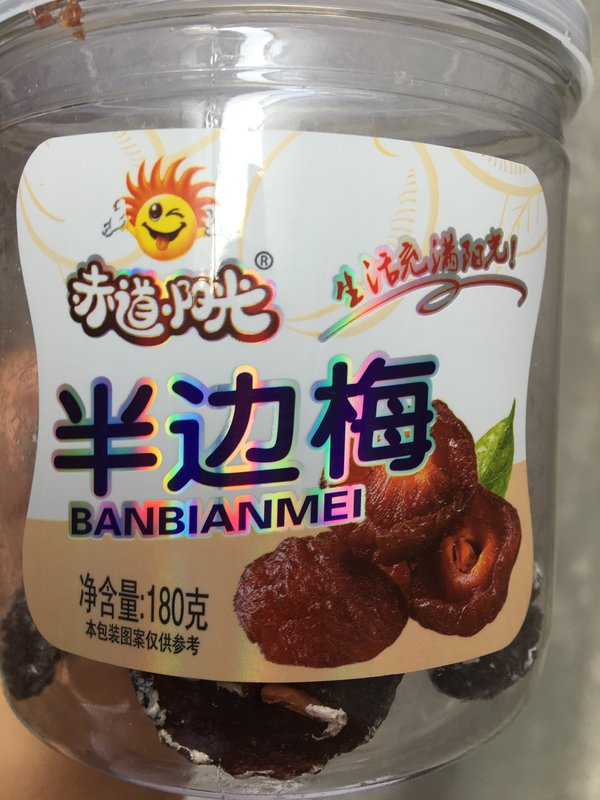 赤道·阳光®
生活充满阳光!
半边梅
BANBIANMEI
净含量:180克
本包装图案仅供参考